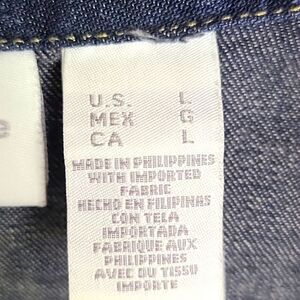 e
U.S. L
MEX G
CA L
MADE IN PHILIPPINES
WITH IMPORTED
FABRIC
HECHO EN FILIPINAS
CON TELA
IMPORTADA
FABRIQUE AUX
PHILIPPINES
AVEC DU TISSU
IMPORTE